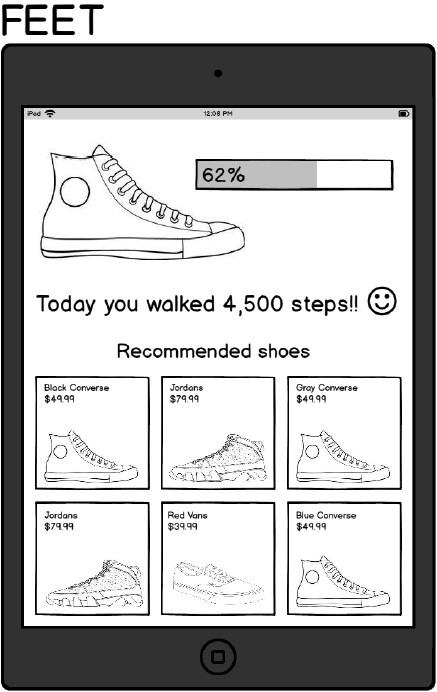 FEET
iPad 12:08 PM
62%
Today you walked 4,500 steps!!
Recommended shoes
Black Converse
$49.99
Jordans
$79.99
Gray Converse
$49.99
Jordans
$79.99
Red Vans
$39.99
Blue Converse
$49.99